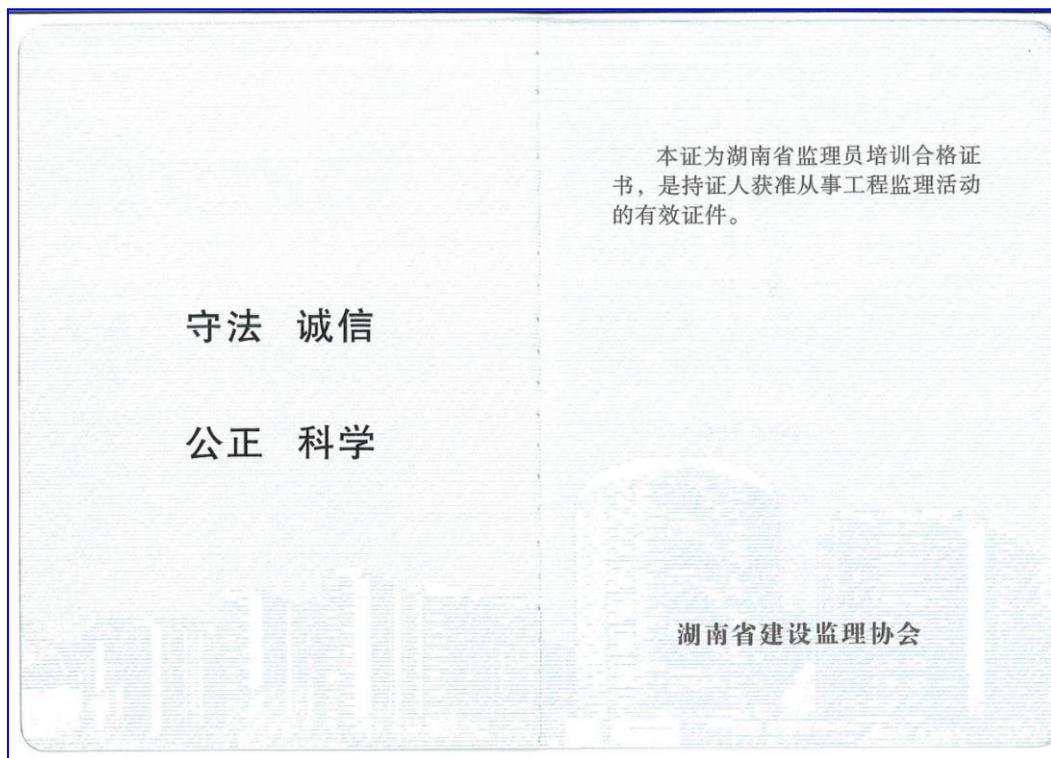 守法 诚信
公正 科学
本证为湖南省监理员培训合格证
书，是持证人获准从事工程监理活动
的有效证件。
湖南省建设监理协会